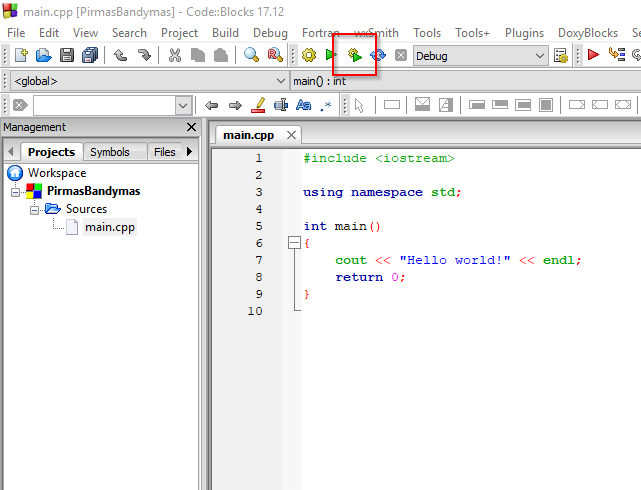 main.cpp [PirmasBandymas] - Code::Blocks 17.12
File Edit View Search Project Build Debug Fortran wxSmith Tools Tools+ Plugins DoxyBlocks Settings
Debug
<global> main() : int
Aa .*
Management
Projects Symbols Files
Workspace
PirmasBandymas
Sources
main.cpp
main.cpp
1 #include <iostream>
2
3 using namespace std;
4
5 int main()
6 {
7 cout << "Hello world!" << endl;
8 return 0;
9 }
10